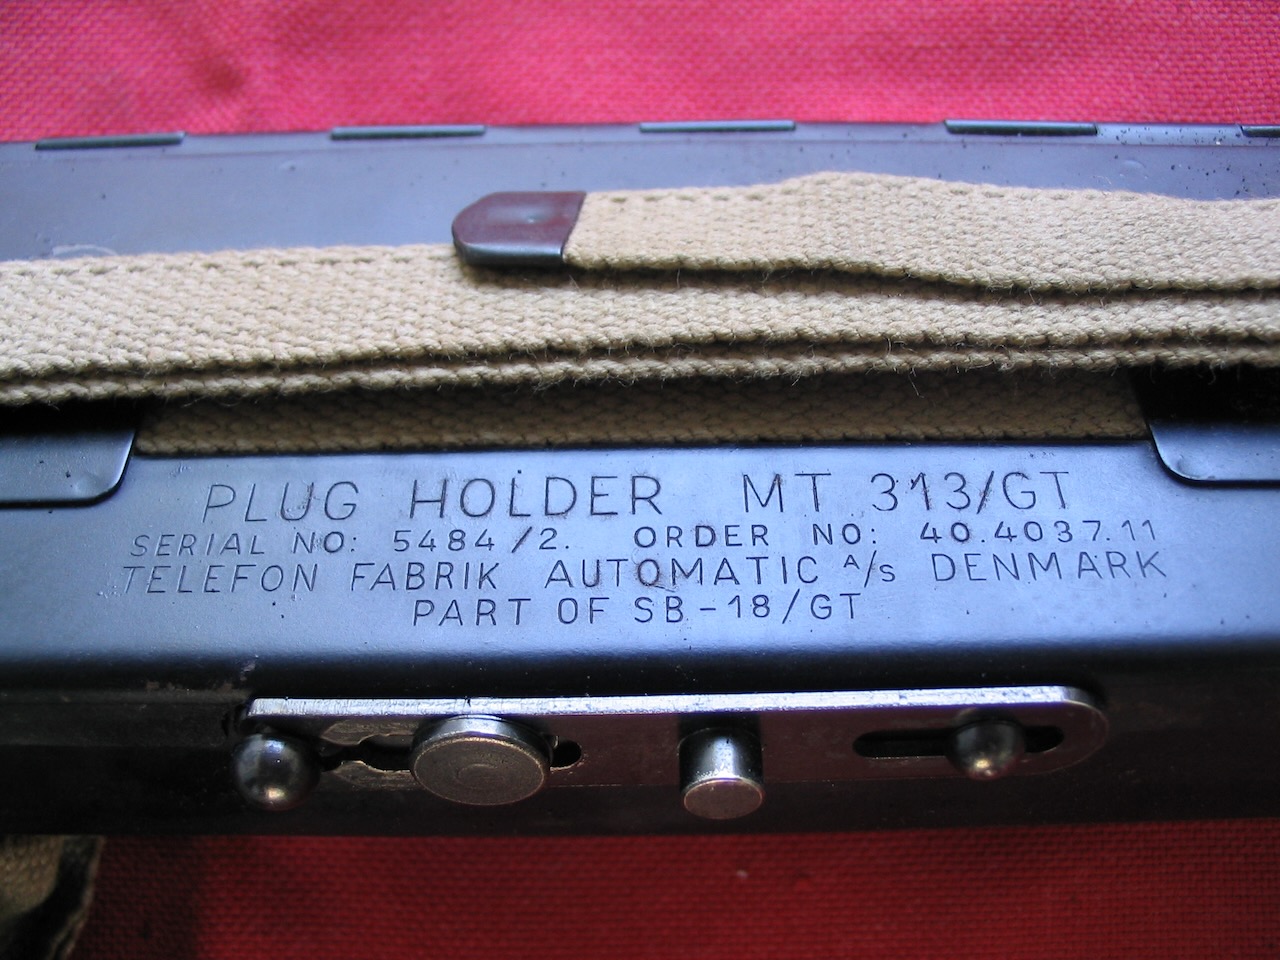 PLUG HOLDER MT 313/GT
SERIAL NO: 5484/2. ORDER NO: 40.4037.11
TELEFON FABRIK AUTOMATIC A/S DENMARK
PART OF SB-18/GT